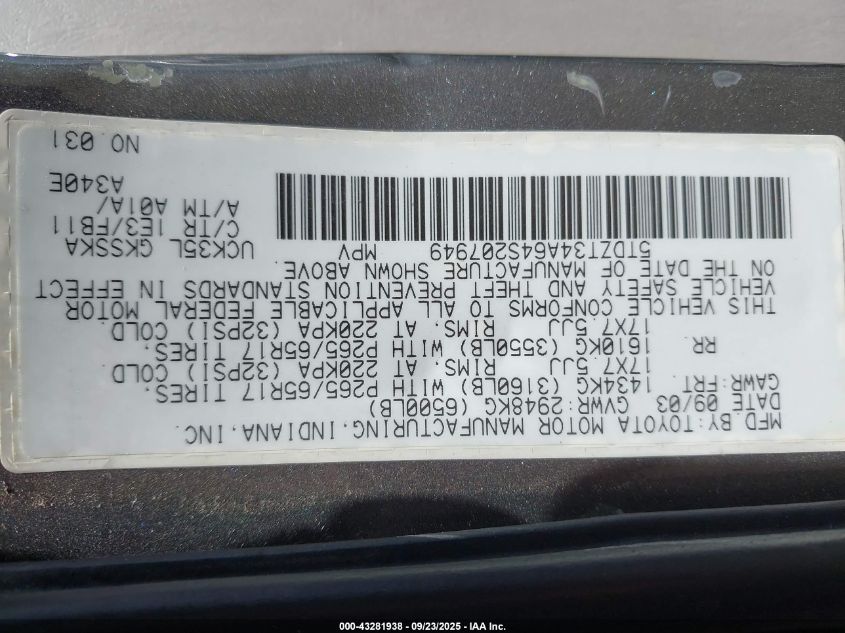 MFD BY:TOYOTA MOTOR MANUFACTURING,INDIANA,INC.
DATE 09/03 GVWR:2948KG (6500LB)
GAWR:FRT. 1434KG (3160LB) WITH P265/65R17 TIRES.
17X7.5JJ RIMS AT 220KPA (32PSI) COLD
RR 1610KG (3550LB) WITH P265/65R17 TIRES.
17X7.5JJ RIMS AT 220KPA (32PSI) COLD
THIS VEHICLE CONFORMS TO ALL APPLICABLE FEDERAL MOTOR
VEHICLE SAFETY AND THEFT PREVENTION STANDARDS IN EFFECT
ON THE DATE OF MANUFACTURE SHOWN ABOVE.
5TDZT34A64S207949 MPV
UCK35L GKSSKA
C/TR 1E3/FB11
A/TM A01A/
A340E
NO.031
000-43281938 - 09/23/2025 - IAA Inc.